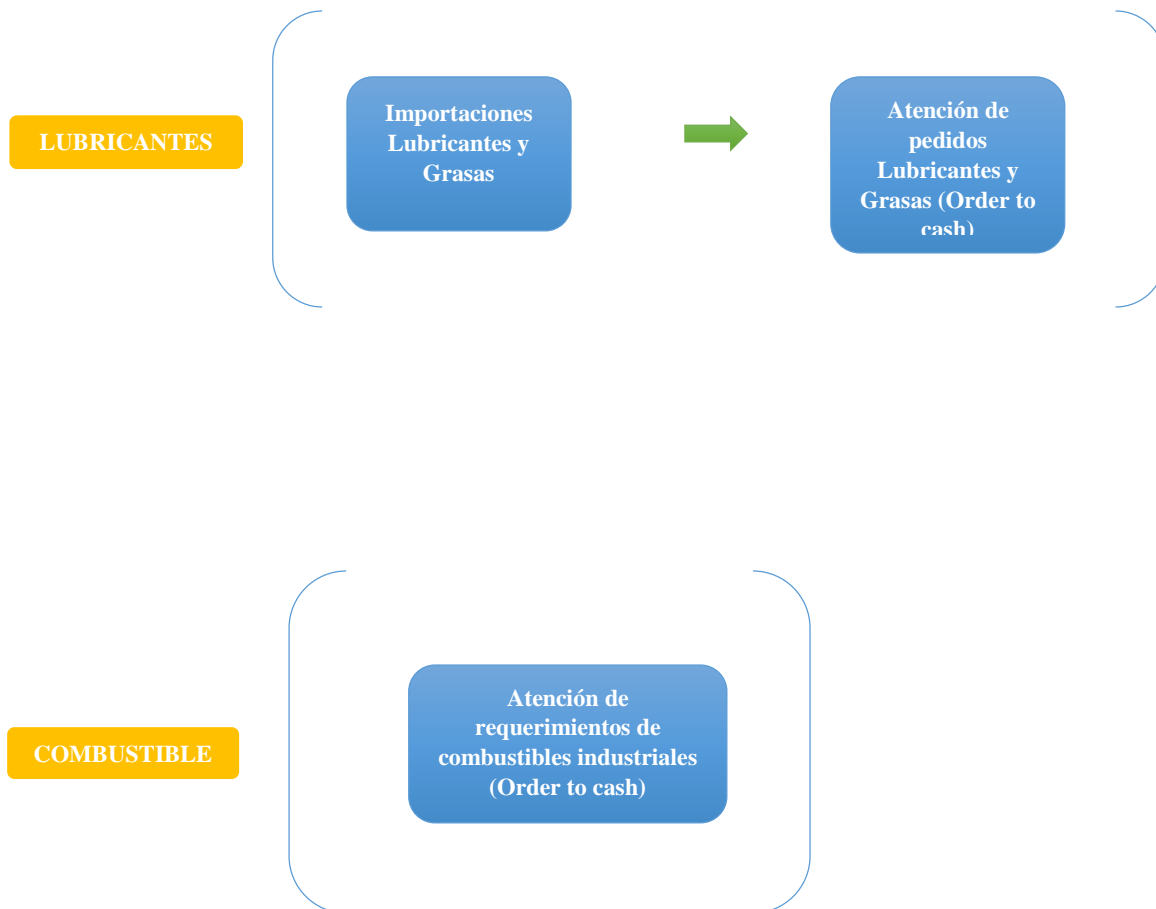 LUBRICANTES
Importaciones
Lubricantes y
Grasas
Atención de
pedidos
Lubricantes y
Grasas (Order to
cash)
COMBUSTIBLE
Atención de
requerimientos de
combustibles industriales
(Order to cash)